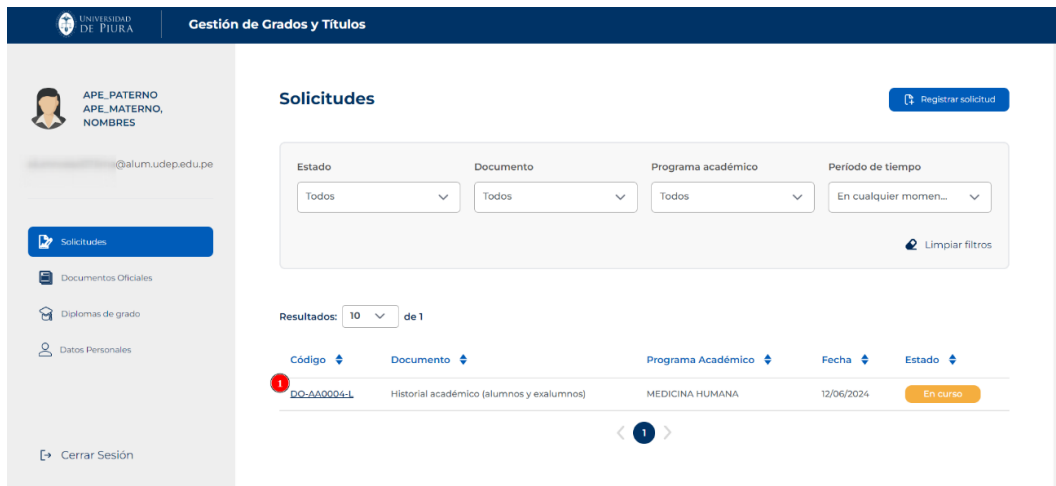 UNIVERSIDAD
DE PIURA
Gestión de Grados y Títulos
APE_PATERNO
APE_MATERNO,
NOMBRES
@alum.udep.edu.pe
Solicitudes
Documentos Oficiales
Diplomas de grado
Datos Personales
Cerrar Sesión
Solicitudes
Registrar solicitud
Estado Documento Programa académico Período de tiempo
Todos Todos Todos En cualquier momen...
Limpiar filtros
Resultados: 10 de 1
Código Documento Programa Académico Fecha Estado
1
DO-AA0004-L Historial académico (alumnos y exalumnos) MEDICINA HUMANA 12/06/2024 En curso
1